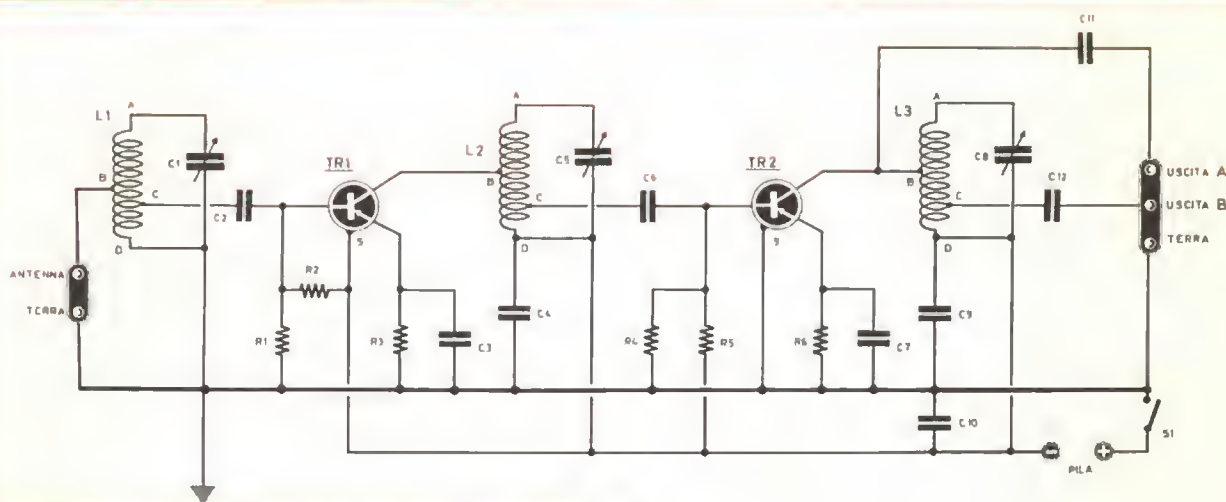 C11
L1
A
C1
B
C
C2
D
TR1
S
L2
A
C5
B
C
C6
D
TR2
S
L3
A
C8
B
C
C12
D
USCITA A
USCITA B
TERRA
ANTENNA
TERRA
R2
R1
R3
C3
C4
R4
R5
R6
C7
C9
C10
S1
PILA
- +